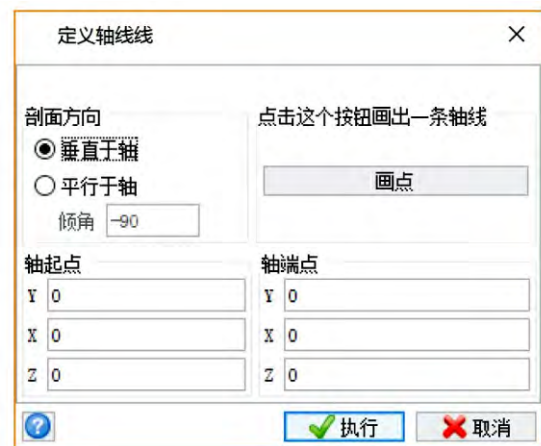 定义轴线线
剖面方向
垂直于轴
平行于轴
倾角 -90
点击这个按钮画出一条轴线
画点
轴起点
Y 0
X 0
Z 0
轴端点
Y 0
X 0
Z 0
执行
取消